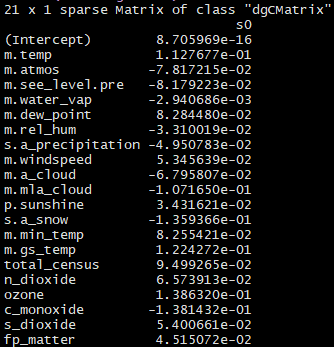 21 x 1 sparse Matrix of class "dgCMatrix"
s0
(Intercept) 8.705969e-16
m.temp 1.127677e-01
m.atmos -7.817215e-02
m.see_level.pre -8.179223e-02
m.water_vap -2.940686e-03
m.dew_point 8.284480e-02
m.rel_hum -3.310019e-02
s.a_precipitation -4.950783e-02
m.windspeed 5.345639e-02
m.a_cloud -6.795807e-02
m.mla_cloud -1.071650e-01
p.sunshine 3.431621e-02
s.a_snow -1.359366e-01
m.min_temp 8.255421e-02
m.gs_temp 1.224272e-01
total_census 9.499265e-02
n_dioxide 6.573913e-02
ozone 1.386320e-01
c_monoxide -1.381432e-01
s_dioxide 5.400661e-02
fp_matter 4.515072e-02